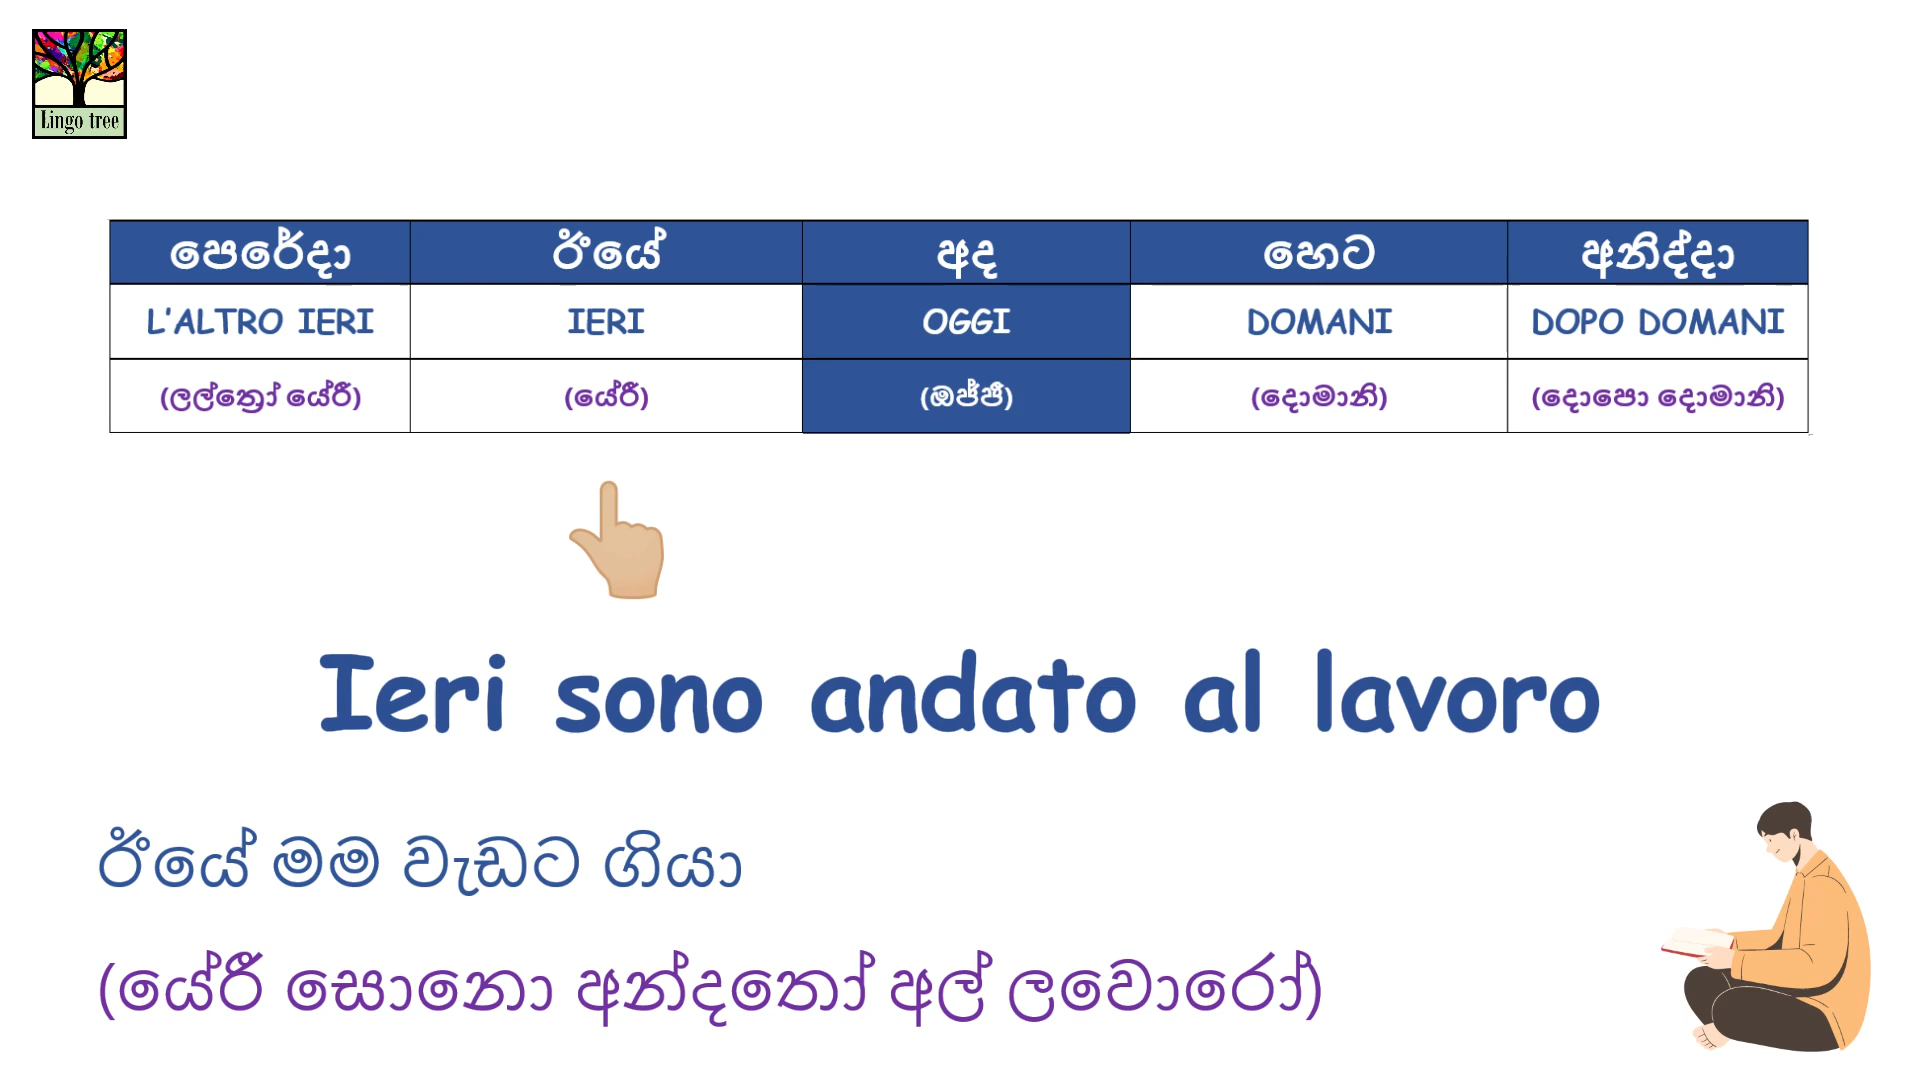 Lingo tree
පෙරේදා ඊයේ අද හෙට අනිද්දා
L'ALTRO IERI IERI OGGI DOMANI DOPO DOMANI
(ලල්ත්‍රෝ යේරී) (යේරී) (ඔජ්ජී) (දොමානි) (දොපො දොමානි)
Ieri sono andato al lavoro
ඊයේ මම වැඩට ගියා
(යේරී සොනො අන්දතෝ අල් ලවොරෝ)